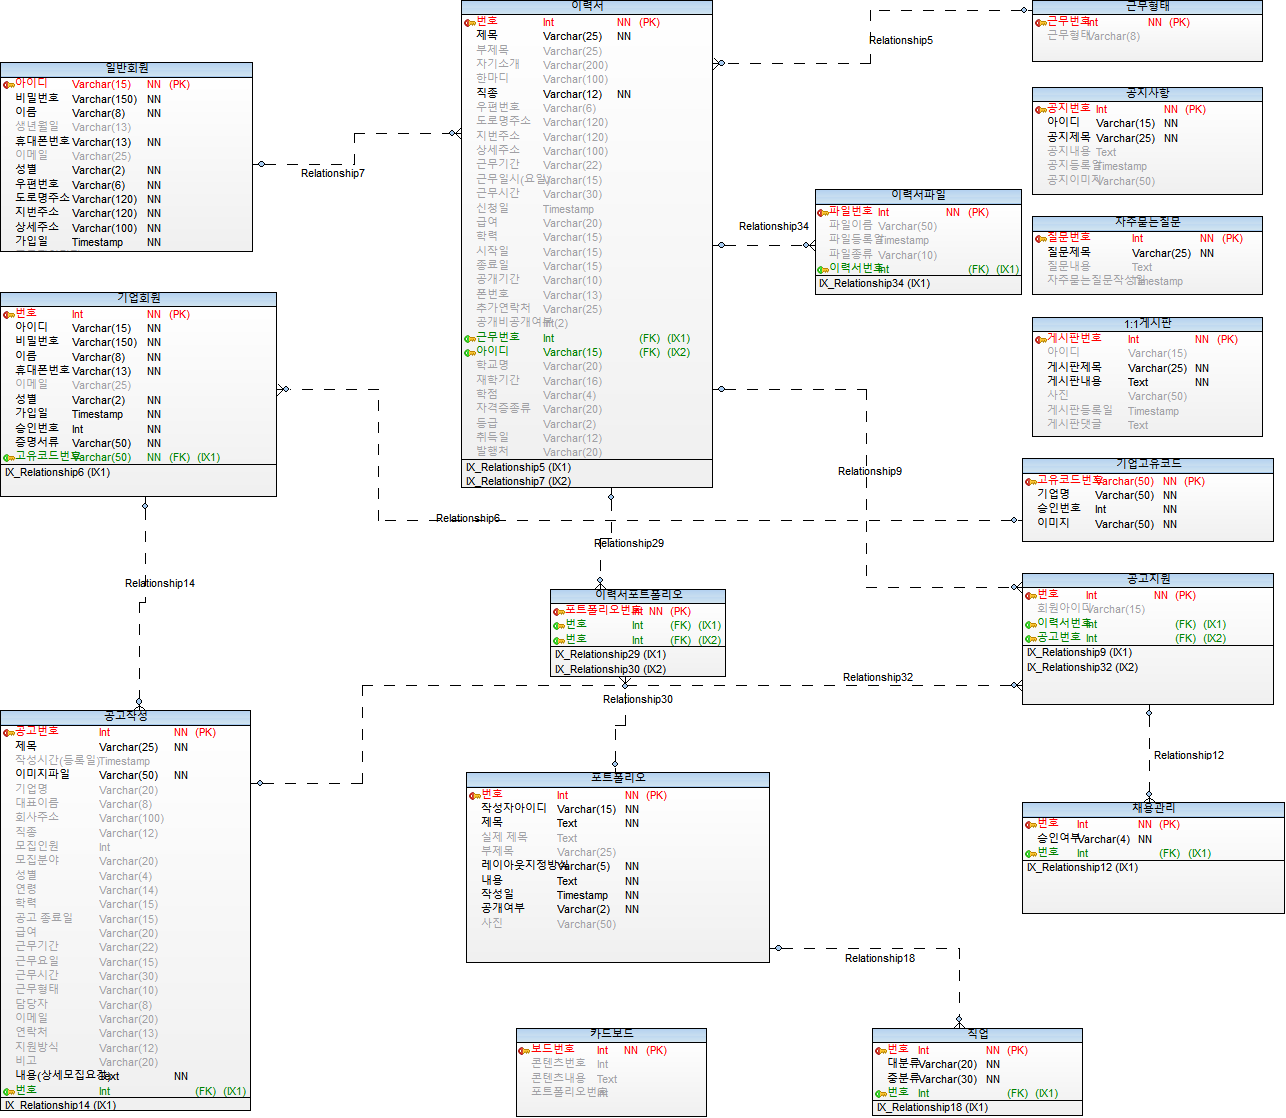 이력서
번호 Int NN (PK)
제목 Varchar(25) NN
부제목 Varchar(25)
자기소개 Varchar(200)
한마디 Varchar(100)
직종 Varchar(12) NN
우편번호 Varchar(6)
도로명주소 Varchar(120)
지번주소 Varchar(120)
상세주소 Varchar(100)
근무기간 Varchar(22)
근무일시(요일) Varchar(15)
근무시간 Varchar(30)
신청일 Timestamp
급여 Varchar(20)
학력 Varchar(15)
시작일 Varchar(15)
종료일 Varchar(15)
공개기간 Varchar(10)
폰번호 Varchar(13)
추가연락처 Varchar(25)
공개비공개여부 Int(2)
근무번호 Int (FK) (IX1)
아이디 Varchar(15) (FK) (IX2)
학교명 Varchar(20)
재학기간 Varchar(16)
학점 Varchar(4)
자격증종류 Varchar(20)
등급 Varchar(2)
취득일 Varchar(12)
발행처 Varchar(20)
IX_Relationship5 (IX1)
IX_Relationship7 (IX2)
근무형태
근무번호 Int NN (PK)
근무형태 Varchar(8)
Relationship5
일반회원
아이디 Varchar(15) NN (PK)
비밀번호 Varchar(150) NN
이름 Varchar(8) NN
생년월일 Varchar(13)
휴대폰번호 Varchar(13) NN
이메일 Varchar(25)
성별 Varchar(2) NN
우편번호 Varchar(6) NN
도로명주소 Varchar(120) NN
지번주소 Varchar(120) NN
상세주소 Varchar(100) NN
가입일 Timestamp NN
Relationship7
공지사항
공지번호 Int NN (PK)
아이디 Varchar(15) NN
공지제목 Varchar(25) NN
공지내용 Text
공지등록일 Timestamp
공지이미지 Varchar(50)
이력서파일
파일번호 Int NN (PK)
파일이름 Varchar(50)
파일등록일 Timestamp
파일종류 Varchar(10)
이력서번호 Int (FK) (IX1)
IX_Relationship34 (IX1)
Relationship34
자주묻는질문
질문번호 Int NN (PK)
질문제목 Varchar(25) NN
질문내용 Text
자주묻는질문작성일 Timestamp
기업회원
번호 Int NN (PK)
아이디 Varchar(15) NN
비밀번호 Varchar(150) NN
이름 Varchar(8) NN
휴대폰번호 Varchar(13) NN
이메일 Varchar(25)
성별 Varchar(2) NN
가입일 Timestamp NN
승인번호 Int NN
증명서류 Varchar(50) NN
고유코드번호 Varchar(50) NN (FK) (IX1)
IX_Relationship6 (IX1)
1:1게시판
게시판번호 Int NN (PK)
아이디 Varchar(15)
게시판제목 Varchar(25) NN
게시판내용 Text NN
사진 Varchar(50)
게시판등록일 Timestamp
게시판댓글 Text
Relationship9
기업고유코드
고유코드번호 Varchar(50) NN (PK)
기업명 Varchar(50) NN
승인번호 Int NN
이미지 Varchar(50) NN
Relationship6
Relationship29
Relationship14
이력서포트폴리오
포트폴리오번호 Int NN (PK)
번호 Int (FK) (IX1)
번호 Int (FK) (IX2)
IX_Relationship29 (IX1)
IX_Relationship30 (IX2)
공고지원
번호 Int NN (PK)
회원아이디 Varchar(15)
이력서번호 Int (FK) (IX1)
공고번호 Int (FK) (IX2)
IX_Relationship9 (IX1)
IX_Relationship32 (IX2)
Relationship32
Relationship30
공고작성
공고번호 Int NN (PK)
제목 Varchar(25) NN
작성시간(등록일) Timestamp
이미지파일 Varchar(50) NN
기업명 Varchar(20)
대표이름 Varchar(8)
회사주소 Varchar(100)
직종 Varchar(12)
모집인원 Int
모집분야 Varchar(20)
성별 Varchar(4)
연령 Varchar(14)
학력 Varchar(15)
공고 종료일 Varchar(15)
급여 Varchar(20)
근무기간 Varchar(22)
근무요일 Varchar(15)
근무시간 Varchar(30)
근무형태 Varchar(10)
담당자 Varchar(8)
이메일 Varchar(20)
연락처 Varchar(13)
지원방식 Varchar(12)
비고 Varchar(20)
내용(상세모집요강) Text NN
번호 Int (FK) (IX1)
IX_Relationship14 (IX1)
Relationship12
포트폴리오
번호 Int NN (PK)
작성자아이디 Varchar(15) NN
제목 Text NN
실제 제목 Text
부제목 Varchar(25)
레이아웃지정방식 Varchar(5) NN
내용 Text NN
작성일 Timestamp NN
공개여부 Varchar(2) NN
사진 Varchar(50)
채용관리
번호 Int NN (PK)
승인여부 Varchar(4) NN
번호 Int (FK) (IX1)
IX_Relationship12 (IX1)
Relationship18
카드보드
보드번호 Int NN (PK)
콘텐츠번호 Int
콘텐츠내용 Text
포트폴리오번호 Int
직업
번호 Int NN (PK)
대분류 Varchar(20) NN
중분류 Varchar(30) NN
번호 Int (FK) (IX1)
IX_Relationship18 (IX1)